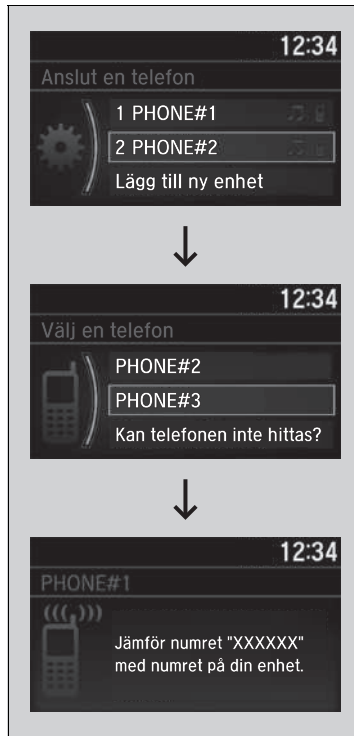 12:34
Anslut en telefon
1 PHONE#1
2 PHONE#2
Lägg till ny enhet
12:34
Välj en telefon
PHONE#2
PHONE#3
Kan telefonen inte hittas?
12:34
PHONE#1
Jämför numret "XXXXXX"
med numret på din enhet.